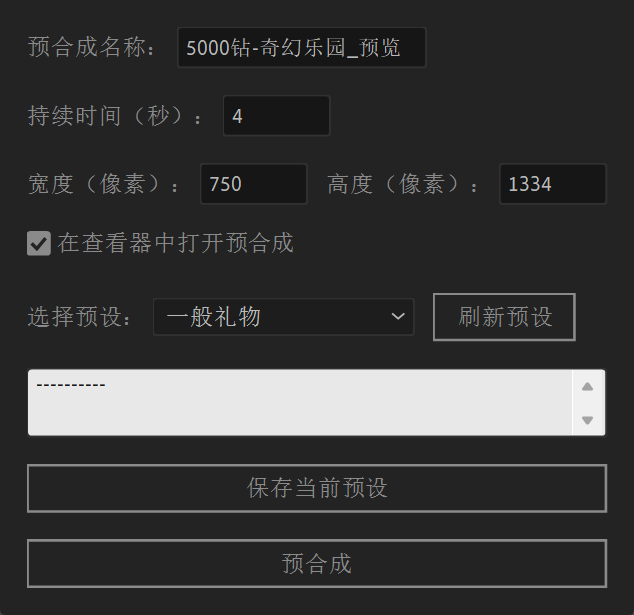 预合成名称： 5000钻-奇幻乐园_预览
持续时间（秒）： 4
宽度（像素）： 750 高度（像素）： 1334
在查看器中打开预合成
选择预设： 一般礼物 刷新预设
----------
保存当前预设
预合成